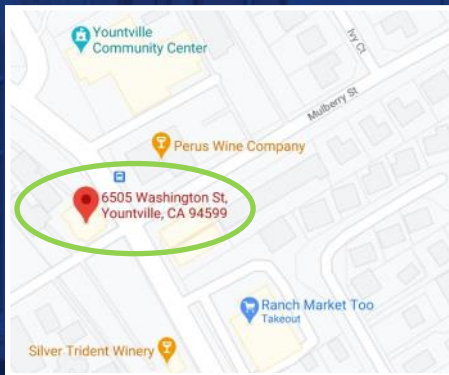 Yountville
Community Center
Ivy Ct
Mulberry St
Perus Wine Company
6505 Washington St,
Yountville, CA 94599
Ranch Market Too
Takeout
Silver Trident Winery